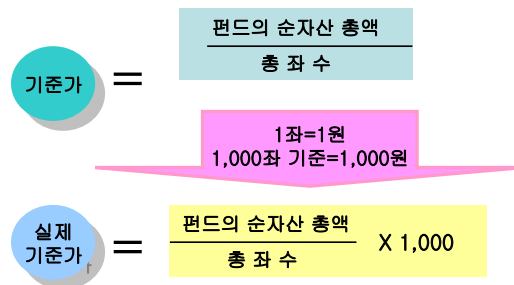 펀드의 순자산 총액
기준가 =
총 좌 수
1좌=1원
1,000좌 기준=1,000원
실제
기준가 =
펀드의 순자산 총액
총 좌 수
X 1,000